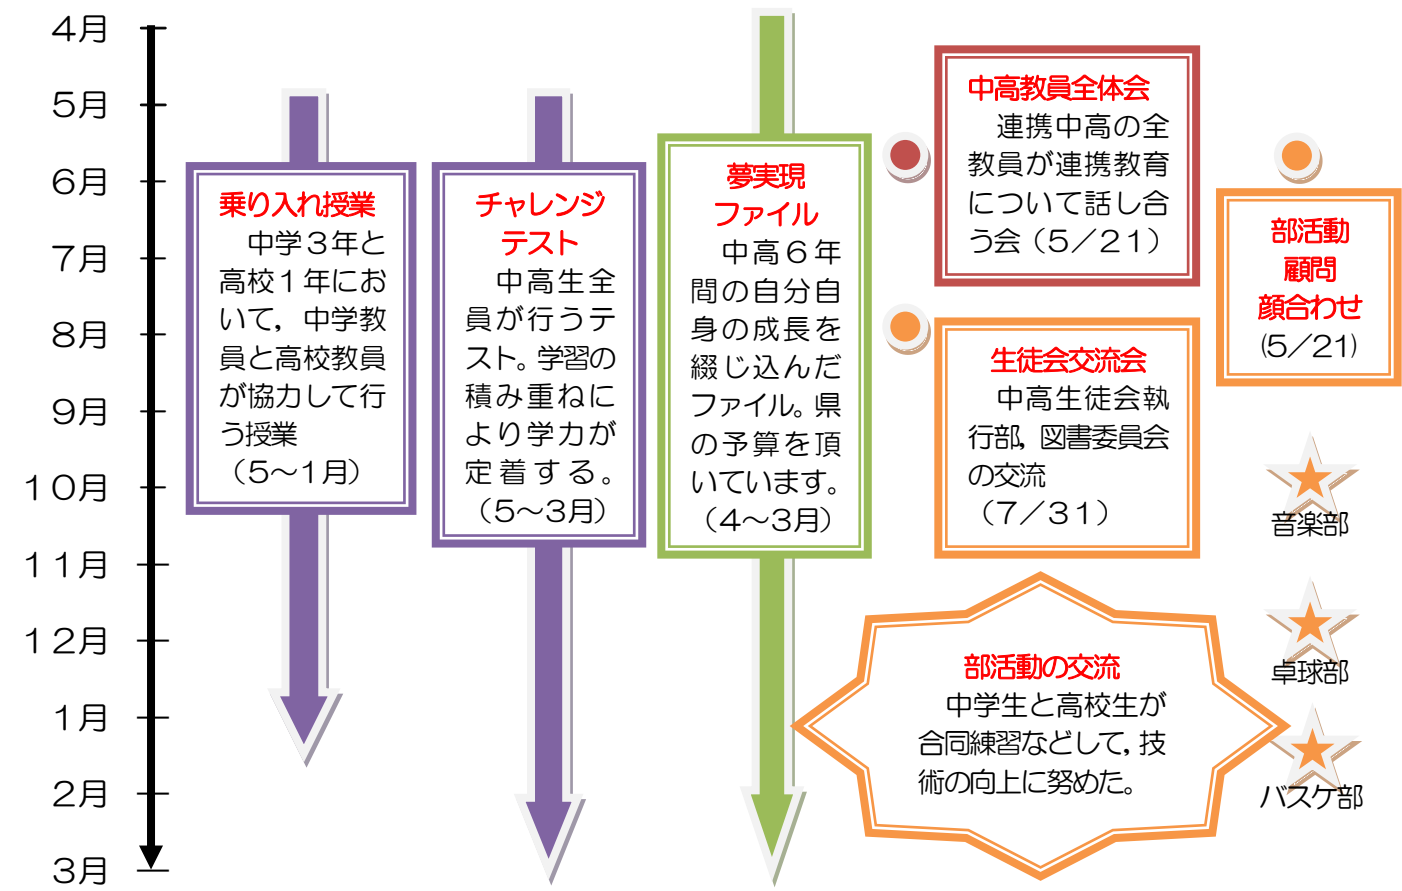 4月
5月
6月
7月
8月
9月
10月
11月
12月
1月
2月
3月
乗り入れ授業
中学3年と
高校1年にお
いて，中学教
員と高校教員
が協力して行
う授業
（5～1月）
チャレンジ
テスト
中高生全
員が行うテ
スト。学習の
積み重ねに
より学力が
定着する。
（5～3月）
夢実現
ファイル
中高6年
間の自分自
身の成長を
綴じ込んだ
ファイル。県
の予算を頂
いています。
（4～3月）
中高教員全体会
連携中高の全
教員が連携教育
について話し合
う会（5／21）
生徒会交流会
中高生徒会執
行部，図書委員会
の交流
（7／31）
部活動
顧問
顔合わせ
(5／21)
部活動の交流
中学生と高校生が
合同練習などして，技
術の向上に努めた。
音楽部
卓球部
バスケ部